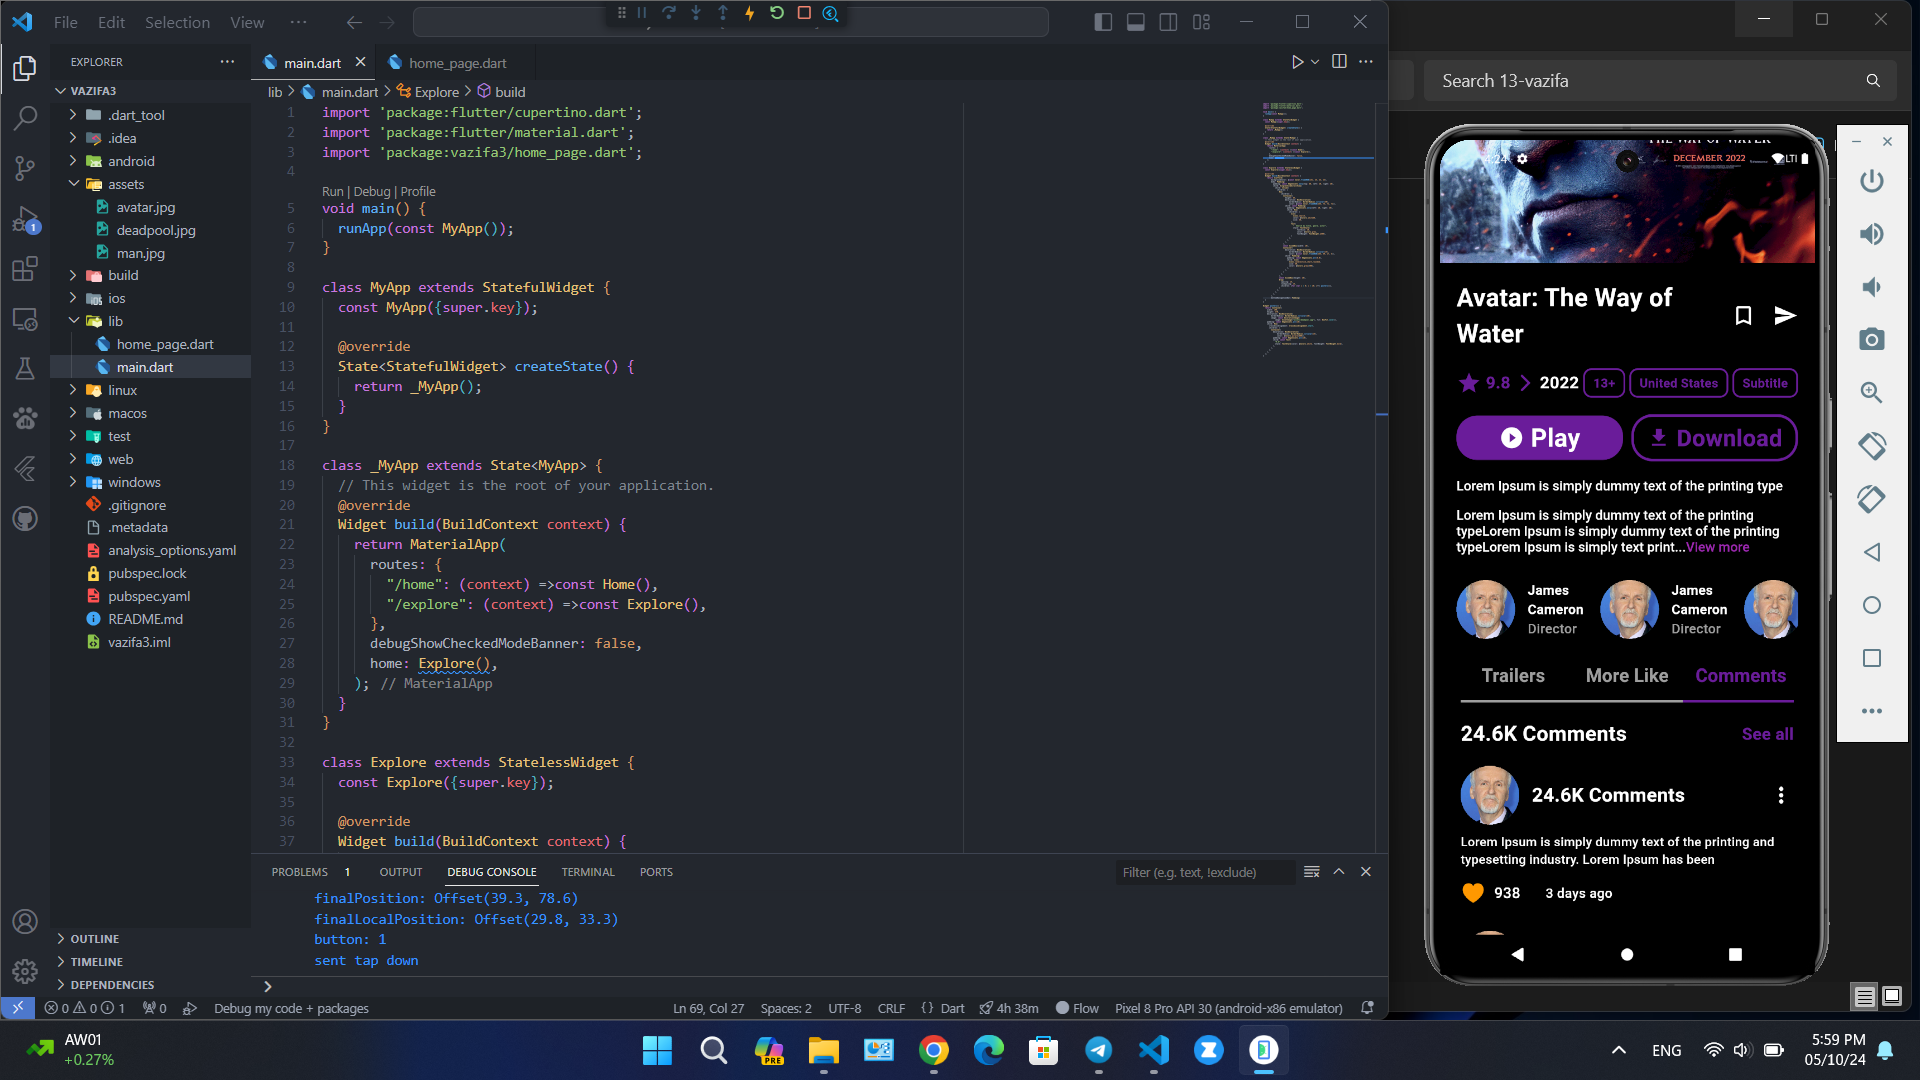 File Edit Selection View ···
EXPLORER ···
VAZIFA3
.dart_tool
.idea
android
assets
avatar.jpg
deadpool.jpg
man.jpg
build
ios
lib
home_page.dart
main.dart
linux
macos
test
web
windows
.gitignore
.metadata
analysis_options.yaml
pubspec.lock
pubspec.yaml
README.md
vazifa3.iml
OUTLINE
TIMELINE
DEPENDENCIES
1
main.dart
home_page.dart
lib > main.dart > Explore > build
1 import 'package:flutter/cupertino.dart';
2 import 'package:flutter/material.dart';
3 import 'package:vazifa3/home_page.dart';
4
Run | Debug | Profile
5 void main() {
6 runApp(const MyApp());
7 }
8
9 class MyApp extends StatefulWidget {
10 const MyApp({super.key});
11
12 @override
13 State<StatefulWidget> createState() {
14 return _MyApp();
15 }
16 }
17
18 class _MyApp extends State<MyApp> {
19 // This widget is the root of your application.
20 @override
21 Widget build(BuildContext context) {
22 return MaterialApp(
23 routes: {
24 "/home": (context) =>const Home(),
25 "/explore": (context) =>const Explore(),
26 },
27 debugShowCheckedModeBanner: false,
28 home: Explore(),
29 ); // MaterialApp
30 }
31 }
32
33 class Explore extends StatelessWidget {
34 const Explore({super.key});
35
36 @override
37 Widget build(BuildContext context) {
PROBLEMS 1 OUTPUT DEBUG CONSOLE TERMINAL PORTS
Filter (e.g. text, !exclude)
finalPosition: Offset(39.3, 78.6)
finalLocalPosition: Offset(29.8, 33.3)
button: 1
sent tap down
0 0 1 0 Debug my code + packages
Ln 69, Col 27 Spaces: 2 UTF-8 CRLF {} Dart 4h 38m Flow Pixel 8 Pro API 30 (android-x86 emulator)
Search 13-vazifa
THE WAY OF WATER
4:24
DECEMBER 2022
LTE
Avatar: The Way of
Water
9.8 2022 13+ United States Subtitle
Play Download
Lorem Ipsum is simply dummy text of the printing type
Lorem Ipsum is simply dummy text of the printing
typeLorem Ipsum is simply dummy text of the printing
typeLorem Ipsum is simply text print...View more
James
Cameron
Director
James
Cameron
Director
Trailers More Like Comments
24.6K Comments See all
24.6K Comments
Lorem Ipsum is simply dummy text of the printing and
typesetting industry. Lorem Ipsum has been
938 3 days ago
AW01
+0.27%
PRE
ENG
5:59 PM
05/10/24